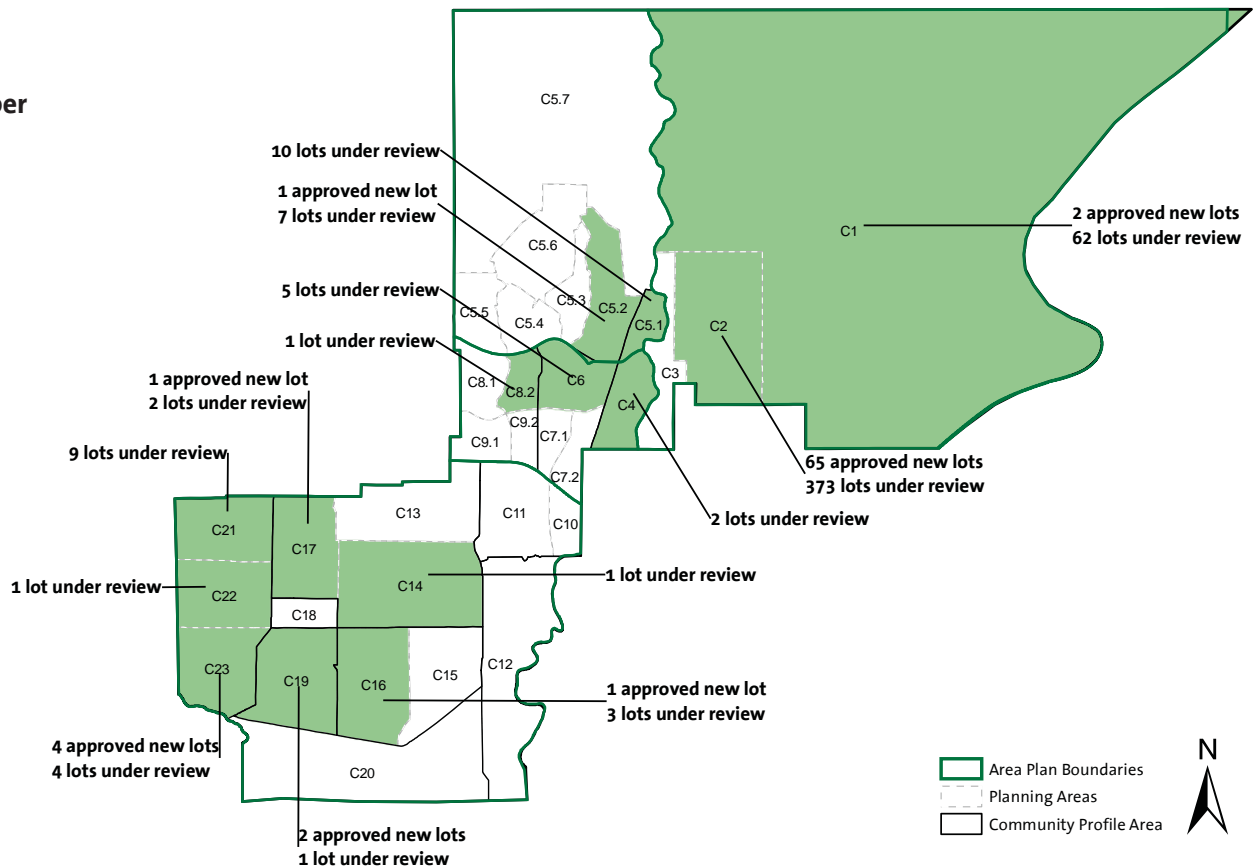 C5.7
10 lots under review
1 approved new lot
7 lots under review
C1
2 approved new lots
62 lots under review
C5.6
5 lots under review
C5.3
C5.2
C5.5
C5.4
C5.1
C2
1 lot under review
C3
1 approved new lot
2 lots under review
C8.1
C8.2
C6
C4
C9.1
C9.2
C7.1
9 lots under review
65 approved new lots
373 lots under review
C7.2
2 lots under review
C21
C17
C13
C11
C10
1 lot under review
C22
C14
1 lot under review
C18
C23
C19
C16
C15
C12
1 approved new lot
3 lots under review
4 approved new lots
4 lots under review
C20
2 approved new lots
1 lot under review
N
Area Plan Boundaries
Planning Areas
Community Profile Area